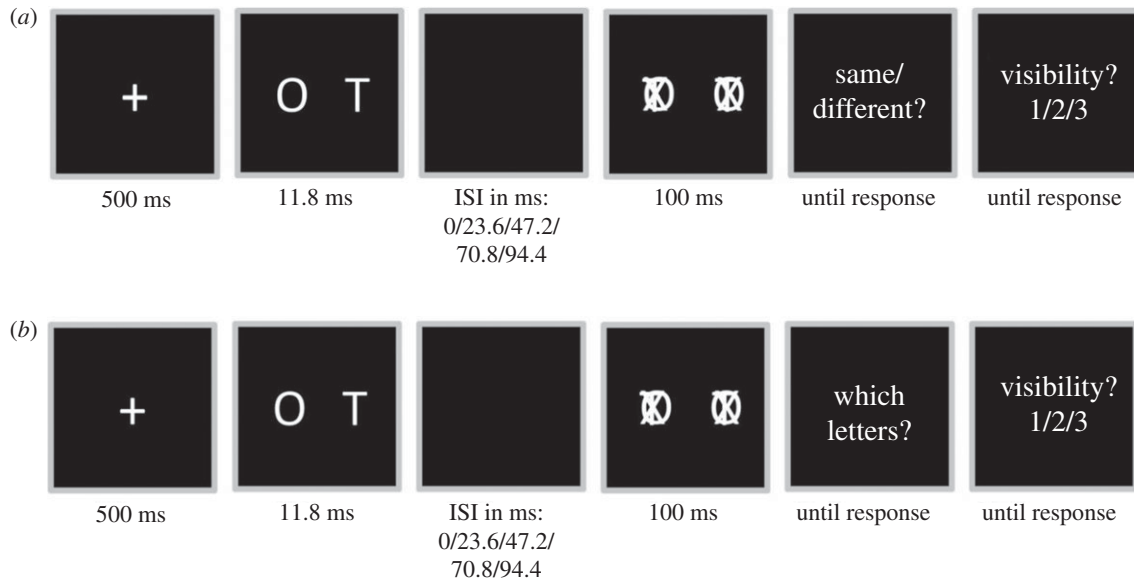 (a)
+
O T
same/
different?
visibility?
1/2/3
500 ms
11.8 ms
ISI in ms:
0/23.6/47.2/
70.8/94.4
100 ms
until response
until response
(b)
+
O T
which
letters?
visibility?
1/2/3
500 ms
11.8 ms
ISI in ms:
0/23.6/47.2/
70.8/94.4
100 ms
until response
until response